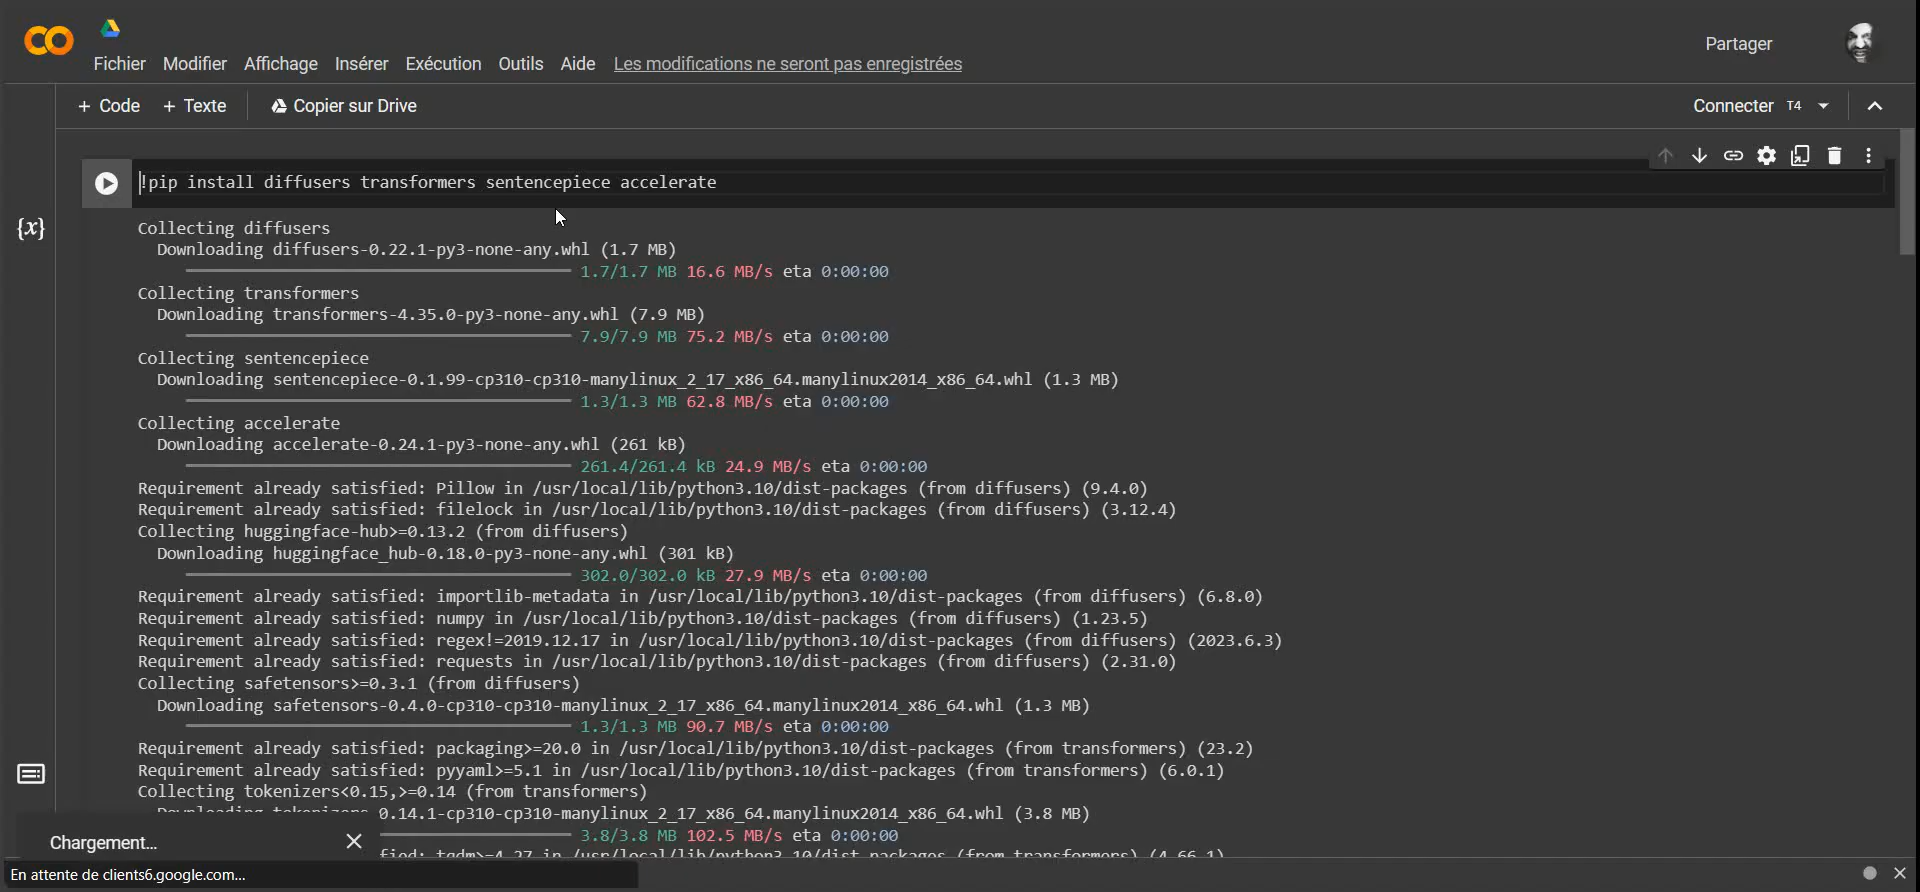 Partager
Fichier Modifier Affichage Insérer Exécution Outils Aide Les modifications ne seront pas enregistrées
+ Code + Texte Copier sur Drive Connecter T4
!pip install diffusers transformers sentencepiece accelerate
{x}
Collecting diffusers
Downloading diffusers-0.22.1-py3-none-any.whl (1.7 MB)
1.7/1.7 MB 16.6 MB/s eta 0:00:00
Collecting transformers
Downloading transformers-4.35.0-py3-none-any.whl (7.9 MB)
7.9/7.9 MB 75.2 MB/s eta 0:00:00
Collecting sentencepiece
Downloading sentencepiece-0.1.99-cp310-cp310-manylinux_2_17_x86_64.manylinux2014_x86_64.whl (1.3 MB)
1.3/1.3 MB 62.8 MB/s eta 0:00:00
Collecting accelerate
Downloading accelerate-0.24.1-py3-none-any.whl (261 kB)
261.4/261.4 kB 24.9 MB/s eta 0:00:00
Requirement already satisfied: Pillow in /usr/local/lib/python3.10/dist-packages (from diffusers) (9.4.0)
Requirement already satisfied: filelock in /usr/local/lib/python3.10/dist-packages (from diffusers) (3.12.4)
Collecting huggingface-hub>=0.13.2 (from diffusers)
Downloading huggingface_hub-0.18.0-py3-none-any.whl (301 kB)
302.0/302.0 kB 27.9 MB/s eta 0:00:00
Requirement already satisfied: importlib-metadata in /usr/local/lib/python3.10/dist-packages (from diffusers) (6.8.0)
Requirement already satisfied: numpy in /usr/local/lib/python3.10/dist-packages (from diffusers) (1.23.5)
Requirement already satisfied: regex!=2019.12.17 in /usr/local/lib/python3.10/dist-packages (from diffusers) (2023.6.3)
Requirement already satisfied: requests in /usr/local/lib/python3.10/dist-packages (from diffusers) (2.31.0)
Collecting safetensors>=0.3.1 (from diffusers)
Downloading safetensors-0.4.0-cp310-cp310-manylinux_2_17_x86_64.manylinux2014_x86_64.whl (1.3 MB)
1.3/1.3 MB 90.7 MB/s eta 0:00:00
Requirement already satisfied: packaging>=20.0 in /usr/local/lib/python3.10/dist-packages (from transformers) (23.2)
Requirement already satisfied: pyyaml>=5.1 in /usr/local/lib/python3.10/dist-packages (from transformers) (6.0.1)
Collecting tokenizers<0.15,>=0.14 (from transformers)
Downloading tokenizers-0.14.1-cp310-cp310-manylinux_2_17_x86_64.manylinux2014_x86_64.whl (3.8 MB)
3.8/3.8 MB 102.5 MB/s eta 0:00:00
fied: tqdm>=4.27 in /usr/local/lib/python3.10/dist-packages (from transformers) (4.66.1)
Chargement...
En attente de clients6.google.com...